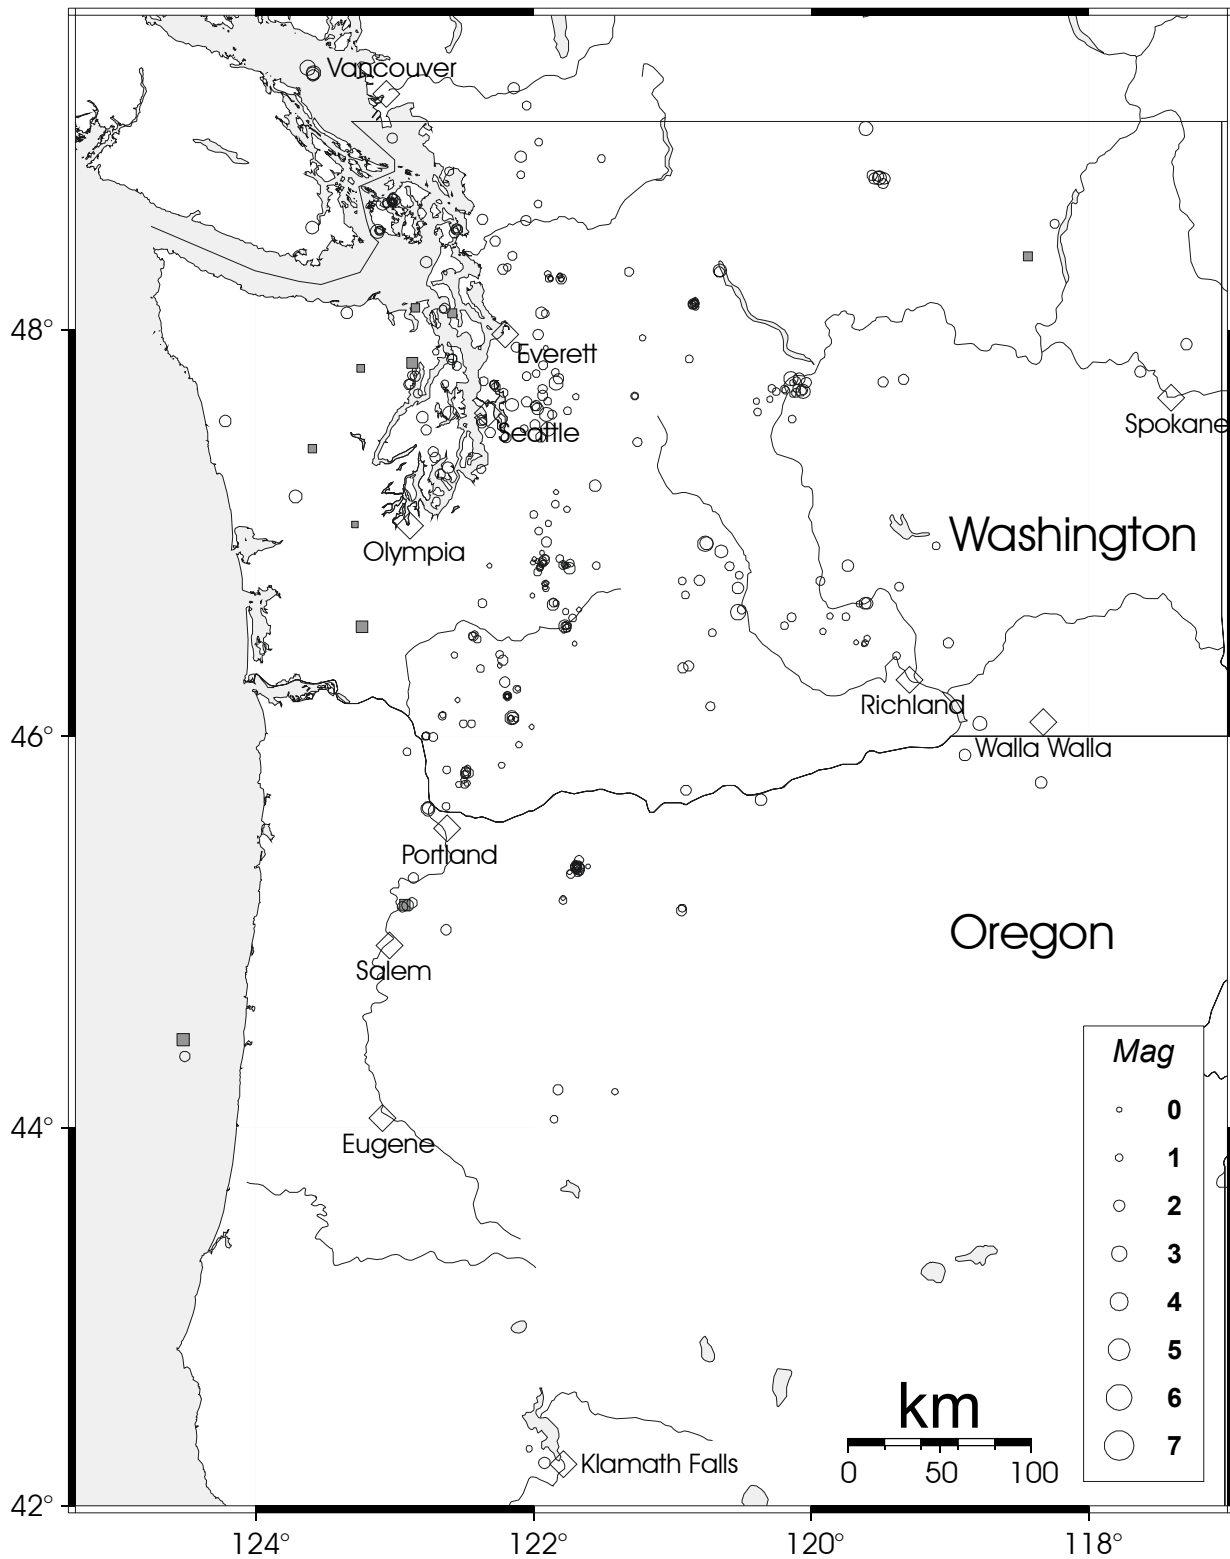 Vancouver
48°
Everett
Seattle
Spokane
Washington
Olympia
Richland
46°
Walla Walla
Portland
Oregon
Salem
Mag
0
44°
1
Eugene
2
3
4
5
6
km
7
Klamath Falls
0 50 100
42°
124° 122° 120° 118°